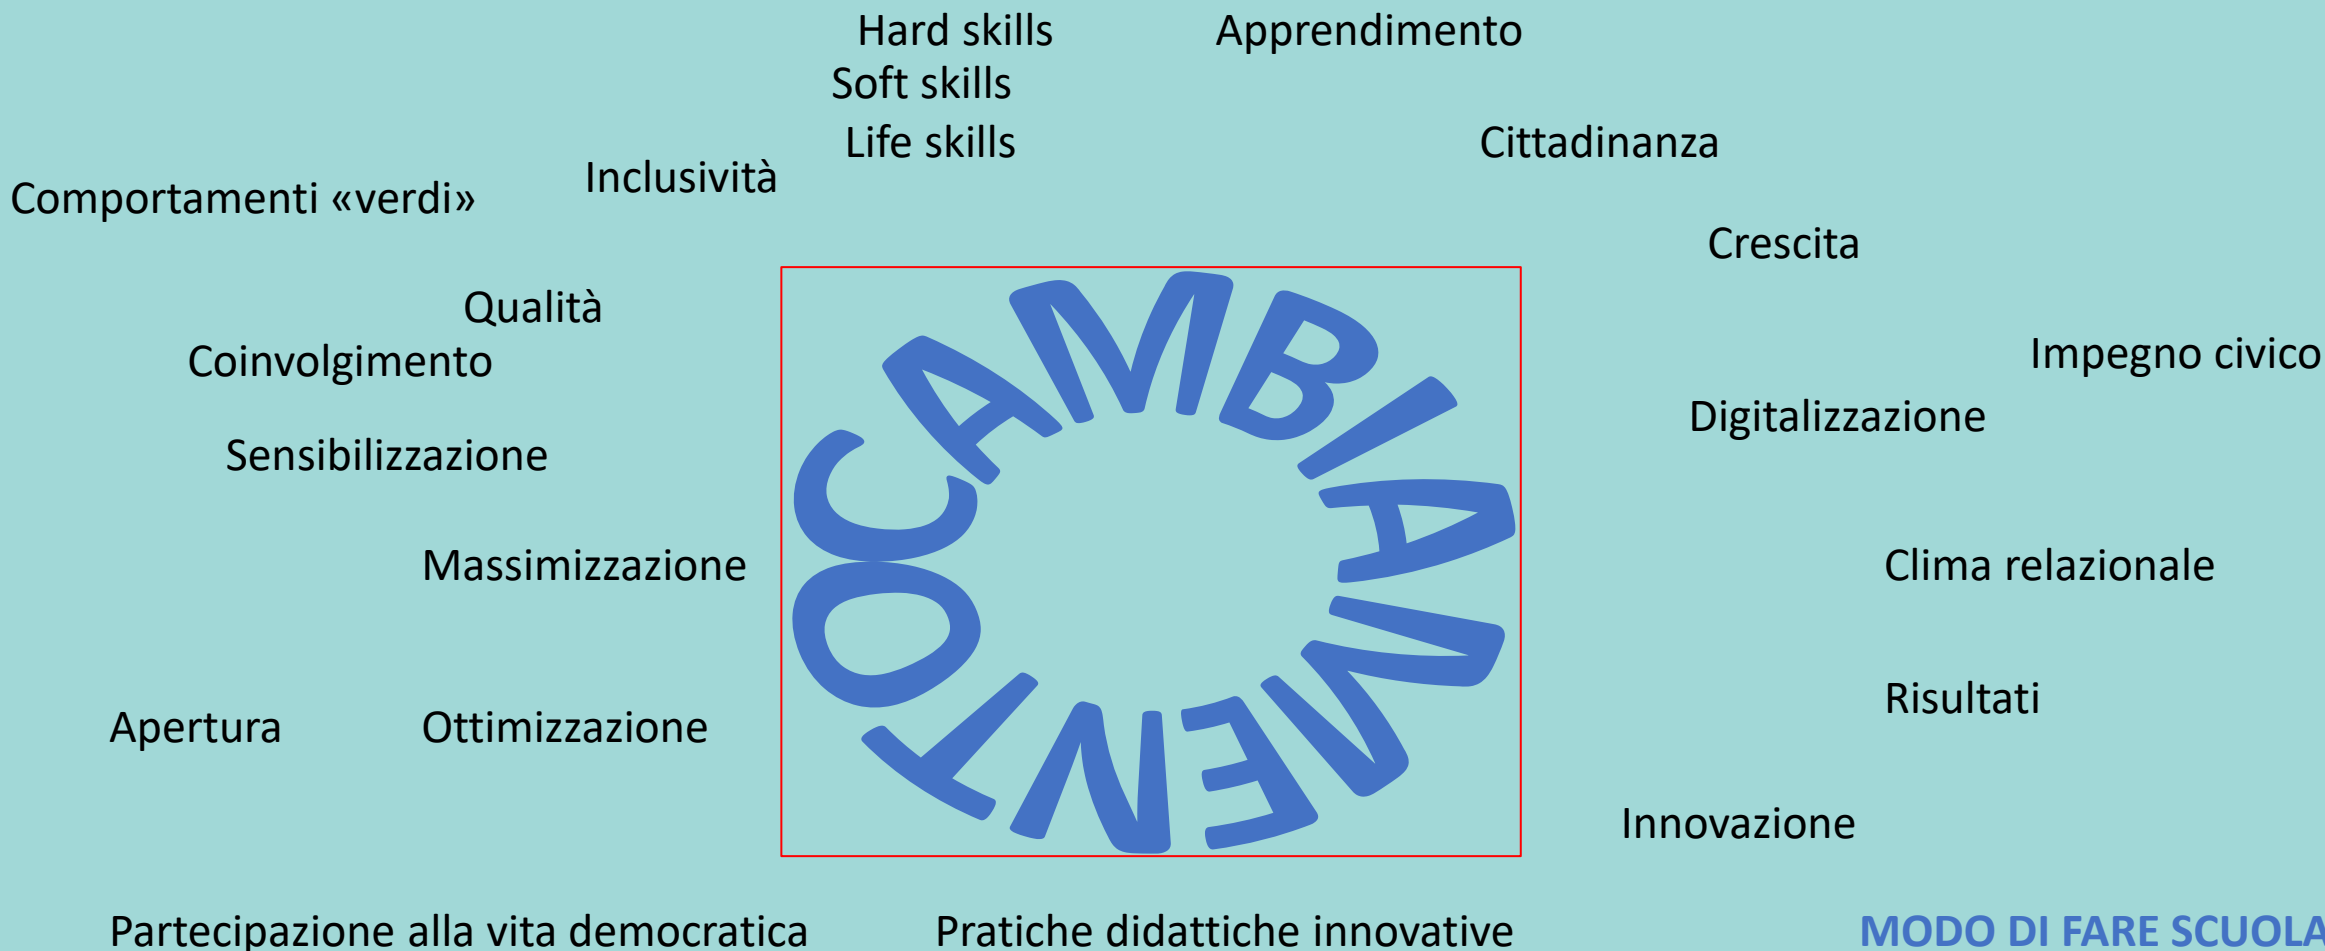 Hard skills
Apprendimento
Soft skills
Life skills
Cittadinanza
Inclusività
Comportamenti «verdi»
Crescita
Qualità
Coinvolgimento
Impegno civico
Digitalizzazione
Sensibilizzazione
CAMBIAMENTO
Massimizzazione
Clima relazionale
Risultati
Apertura
Ottimizzazione
Innovazione
Partecipazione alla vita democratica
Pratiche didattiche innovative
MODO DI FARE SCUOLA